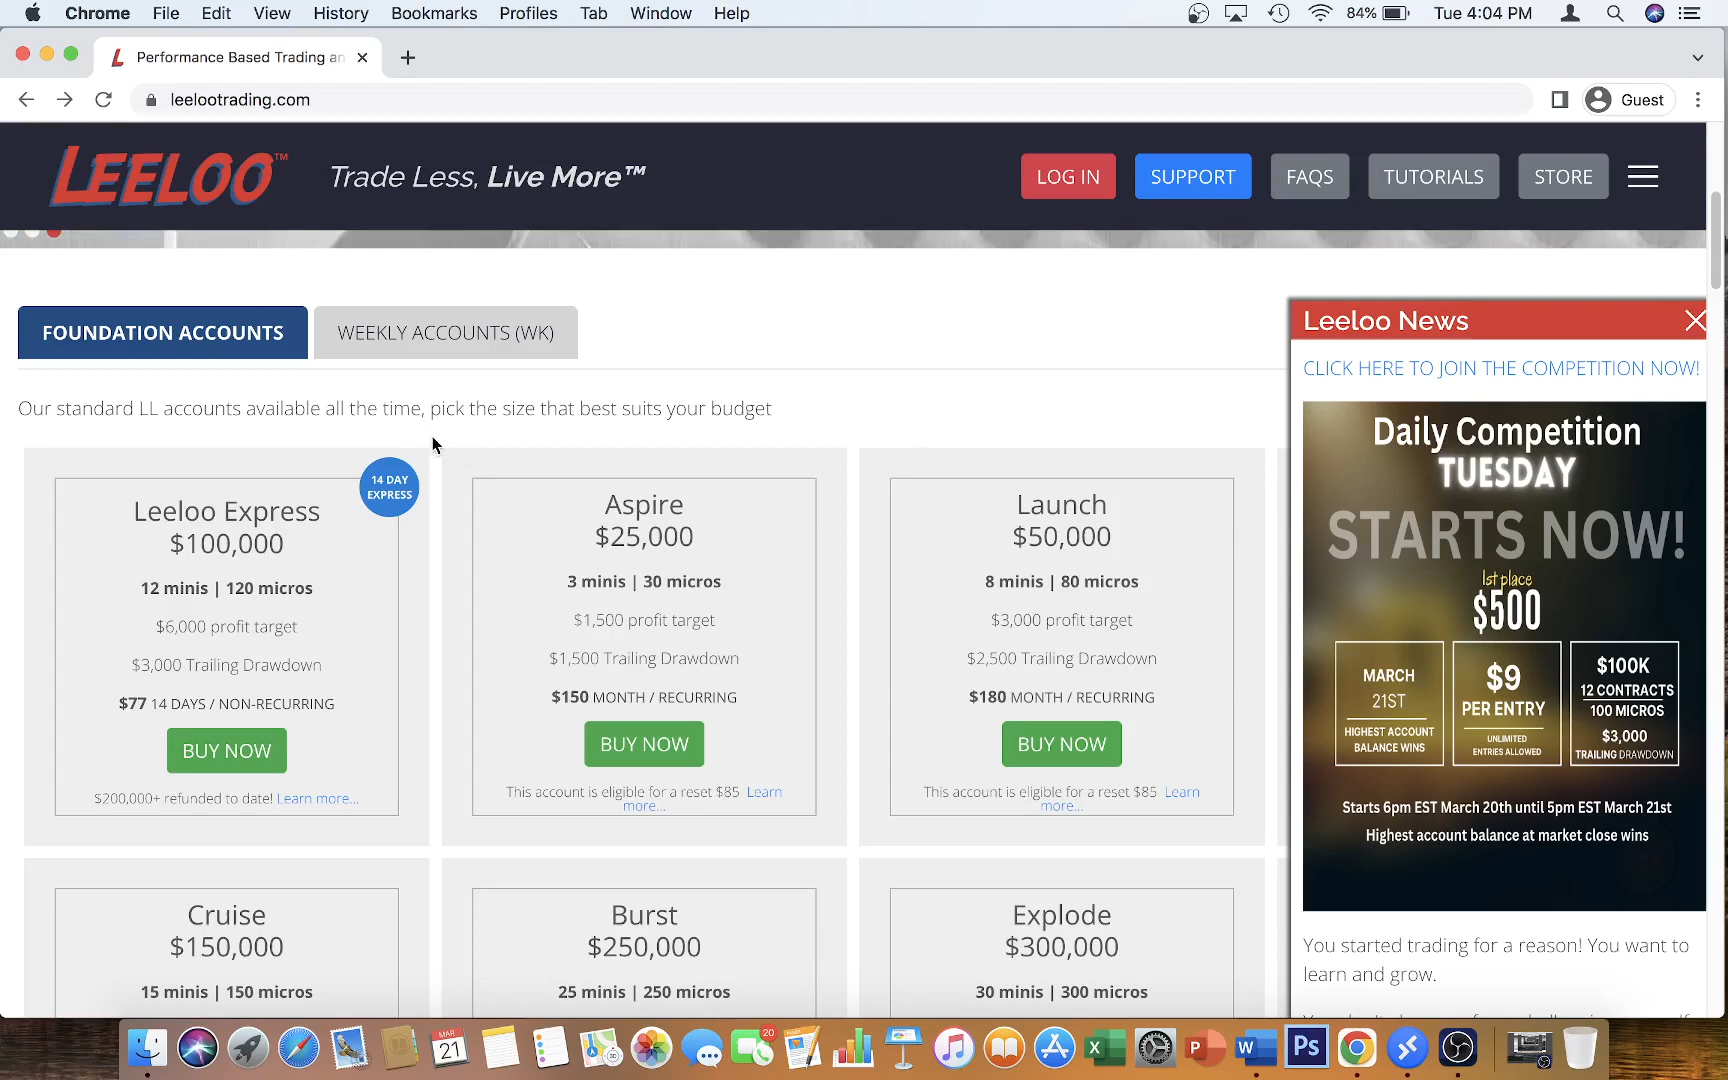 Chrome File Edit View History Bookmarks Profiles Tab Window Help 84% Tue 4:04 PM
Performance Based Trading an
leelootrading.com
Guest
LEELOO™
Trade Less, Live More™
LOG IN
SUPPORT
FAQS
TUTORIALS
STORE
FOUNDATION ACCOUNTS
WEEKLY ACCOUNTS (WK)
Our standard LL accounts available all the time, pick the size that best suits your budget
14 DAY
EXPRESS
Leeloo Express
$100,000
12 minis | 120 micros
$6,000 profit target
$3,000 Trailing Drawdown
$77 14 DAYS / NON-RECURRING
BUY NOW
$200,000+ refunded to date! Learn more...
Aspire
$25,000
3 minis | 30 micros
$1,500 profit target
$1,500 Trailing Drawdown
$150 MONTH / RECURRING
BUY NOW
This account is eligible for a reset $85 Learn
more...
Launch
$50,000
8 minis | 80 micros
$3,000 profit target
$2,500 Trailing Drawdown
$180 MONTH / RECURRING
BUY NOW
This account is eligible for a reset $85 Learn
more...
Cruise
$150,000
15 minis | 150 micros
Burst
$250,000
25 minis | 250 micros
Explode
$300,000
30 minis | 300 micros
Leeloo News
CLICK HERE TO JOIN THE COMPETITION NOW!
Daily Competition
TUESDAY
STARTS NOW!
1st place
$500
MARCH
21ST
HIGHEST ACCOUNT
BALANCE WINS
$9
PER ENTRY
UNLIMITED
ENTRIES ALLOWED
$100K
12 CONTRACTS
100 MICROS
$3,000
TRAILING DRAWDOWN
Starts 6pm EST March 20th until 5pm EST March 21st
Highest account balance at market close wins
You started trading for a reason! You want to
learn and grow.
MAR
21
20
P
W
Ps